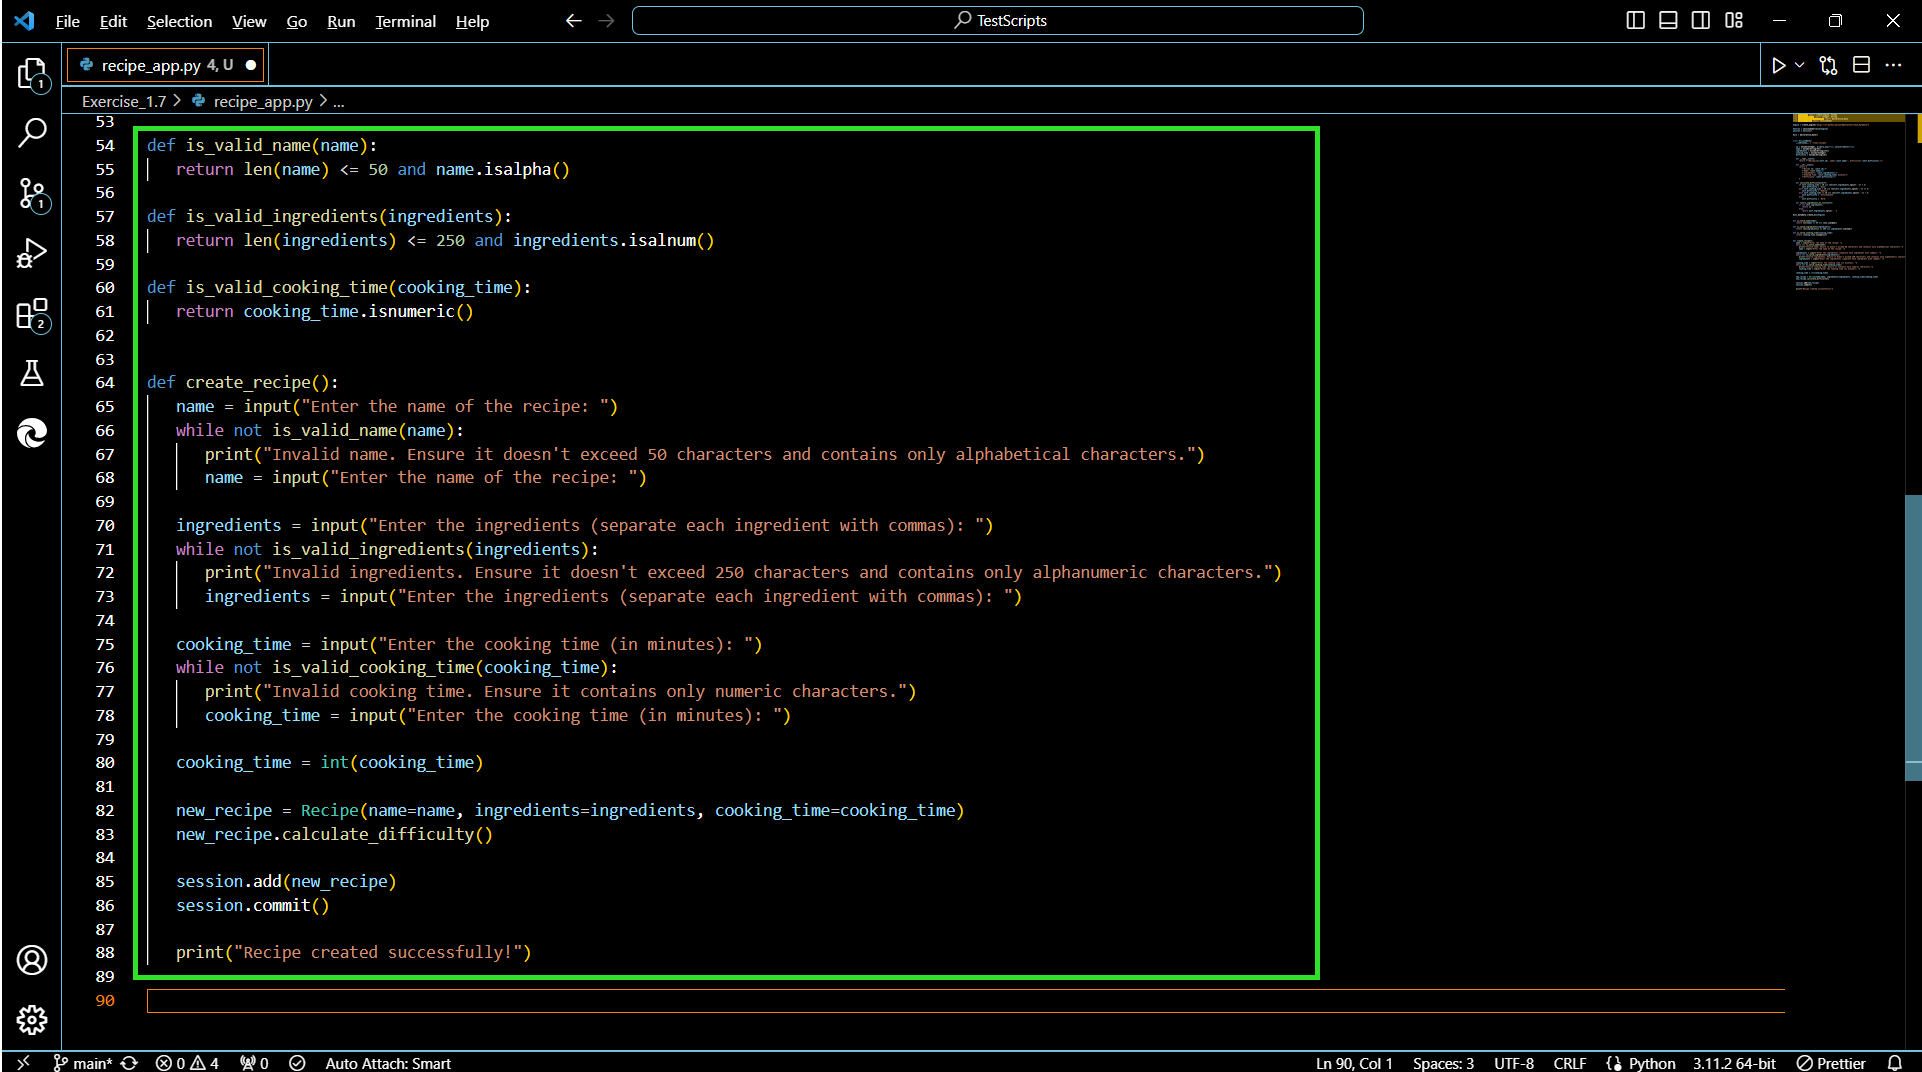 File Edit Selection View Go Run Terminal Help TestScripts
recipe_app.py 4, U
Exercise_1.7 > recipe_app.py > ...
1
1
2
53
54 def is_valid_name(name):
55 return len(name) <= 50 and name.isalpha()
56
57 def is_valid_ingredients(ingredients):
58 return len(ingredients) <= 250 and ingredients.isalnum()
59
60 def is_valid_cooking_time(cooking_time):
61 return cooking_time.isnumeric()
62
63
64 def create_recipe():
65 name = input("Enter the name of the recipe: ")
66 while not is_valid_name(name):
67 print("Invalid name. Ensure it doesn't exceed 50 characters and contains only alphabetical characters.")
68 name = input("Enter the name of the recipe: ")
69
70 ingredients = input("Enter the ingredients (separate each ingredient with commas): ")
71 while not is_valid_ingredients(ingredients):
72 print("Invalid ingredients. Ensure it doesn't exceed 250 characters and contains only alphanumeric characters.")
73 ingredients = input("Enter the ingredients (separate each ingredient with commas): ")
74
75 cooking_time = input("Enter the cooking time (in minutes): ")
76 while not is_valid_cooking_time(cooking_time):
77 print("Invalid cooking time. Ensure it contains only numeric characters.")
78 cooking_time = input("Enter the cooking time (in minutes): ")
79
80 cooking_time = int(cooking_time)
81
82 new_recipe = Recipe(name=name, ingredients=ingredients, cooking_time=cooking_time)
83 new_recipe.calculate_difficulty()
84
85 session.add(new_recipe)
86 session.commit()
87
88 print("Recipe created successfully!")
89
90
main* 0 4 0 Auto Attach: Smart Ln 90, Col 1 Spaces: 3 UTF-8 CRLF Python 3.11.2 64-bit Prettier